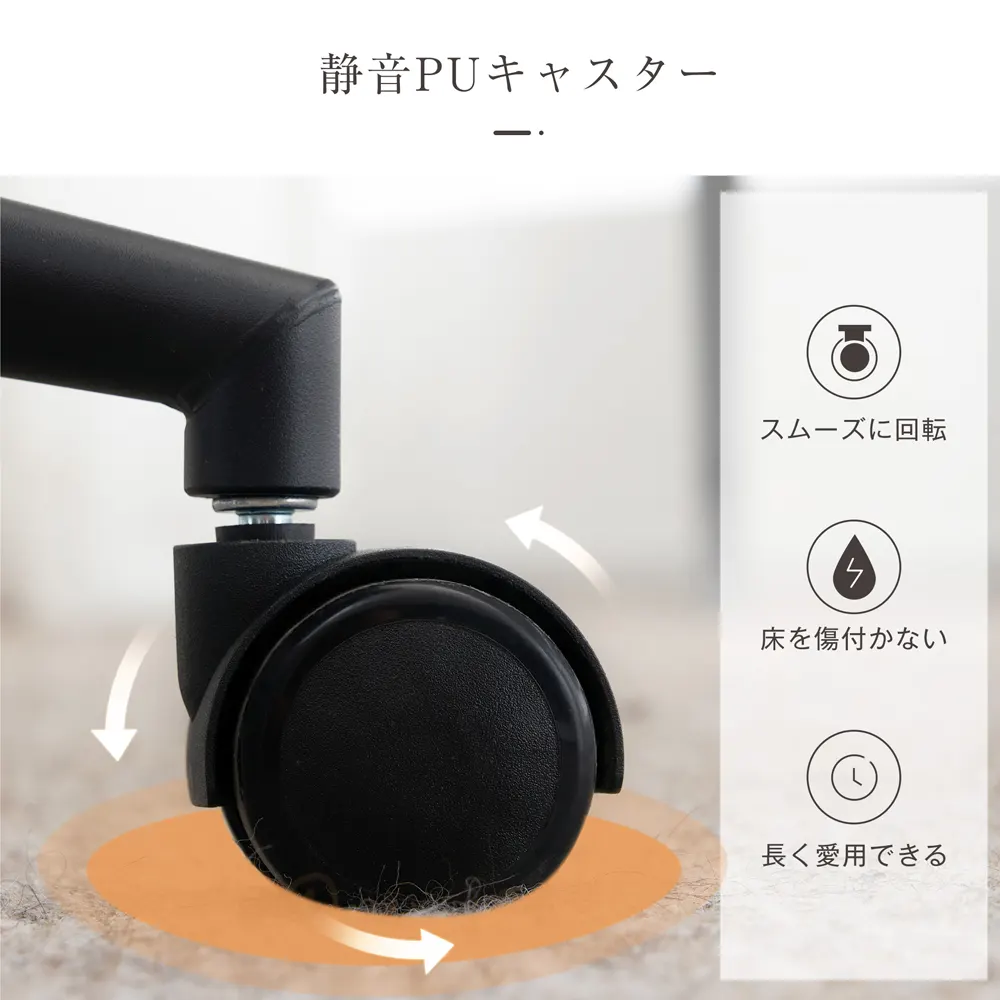 静音PUキャスター
スムーズに回転
床を傷付かない
長く愛用できる